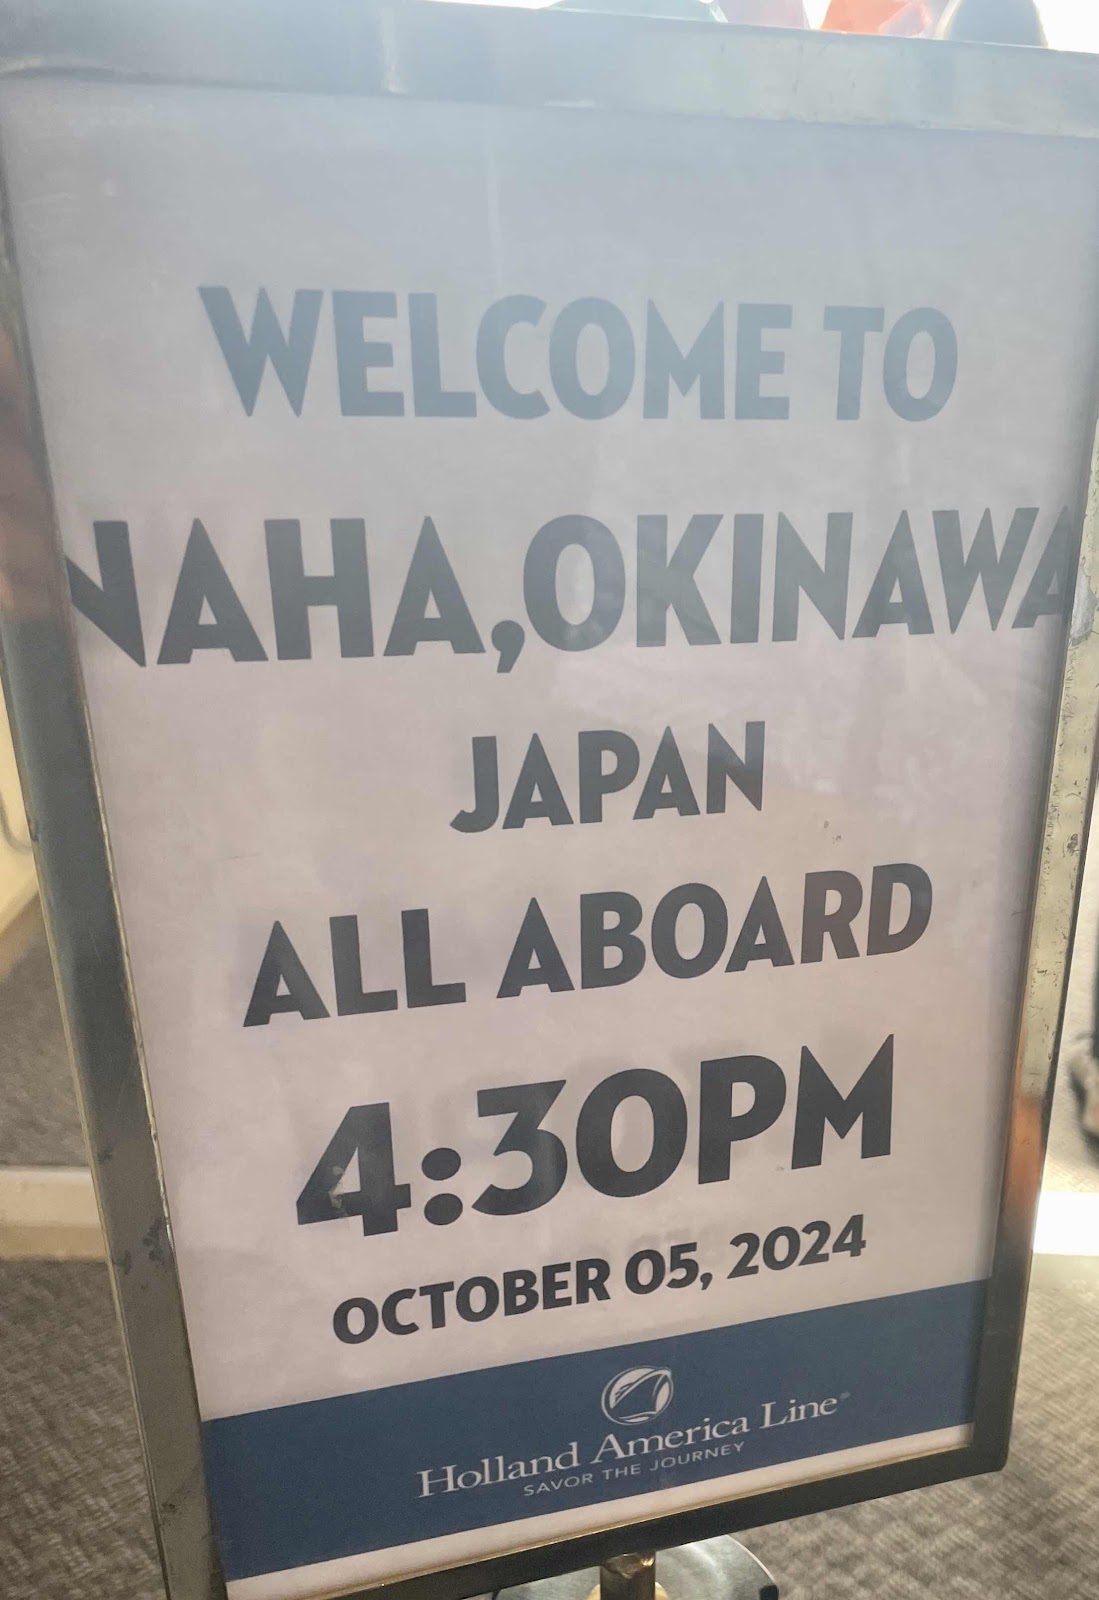 WELCOME TO
NAHA,OKINAWA
JAPAN
ALL ABOARD
4:30PM
OCTOBER 05, 2024
Holland America Line®
SAVOR THE JOURNEY